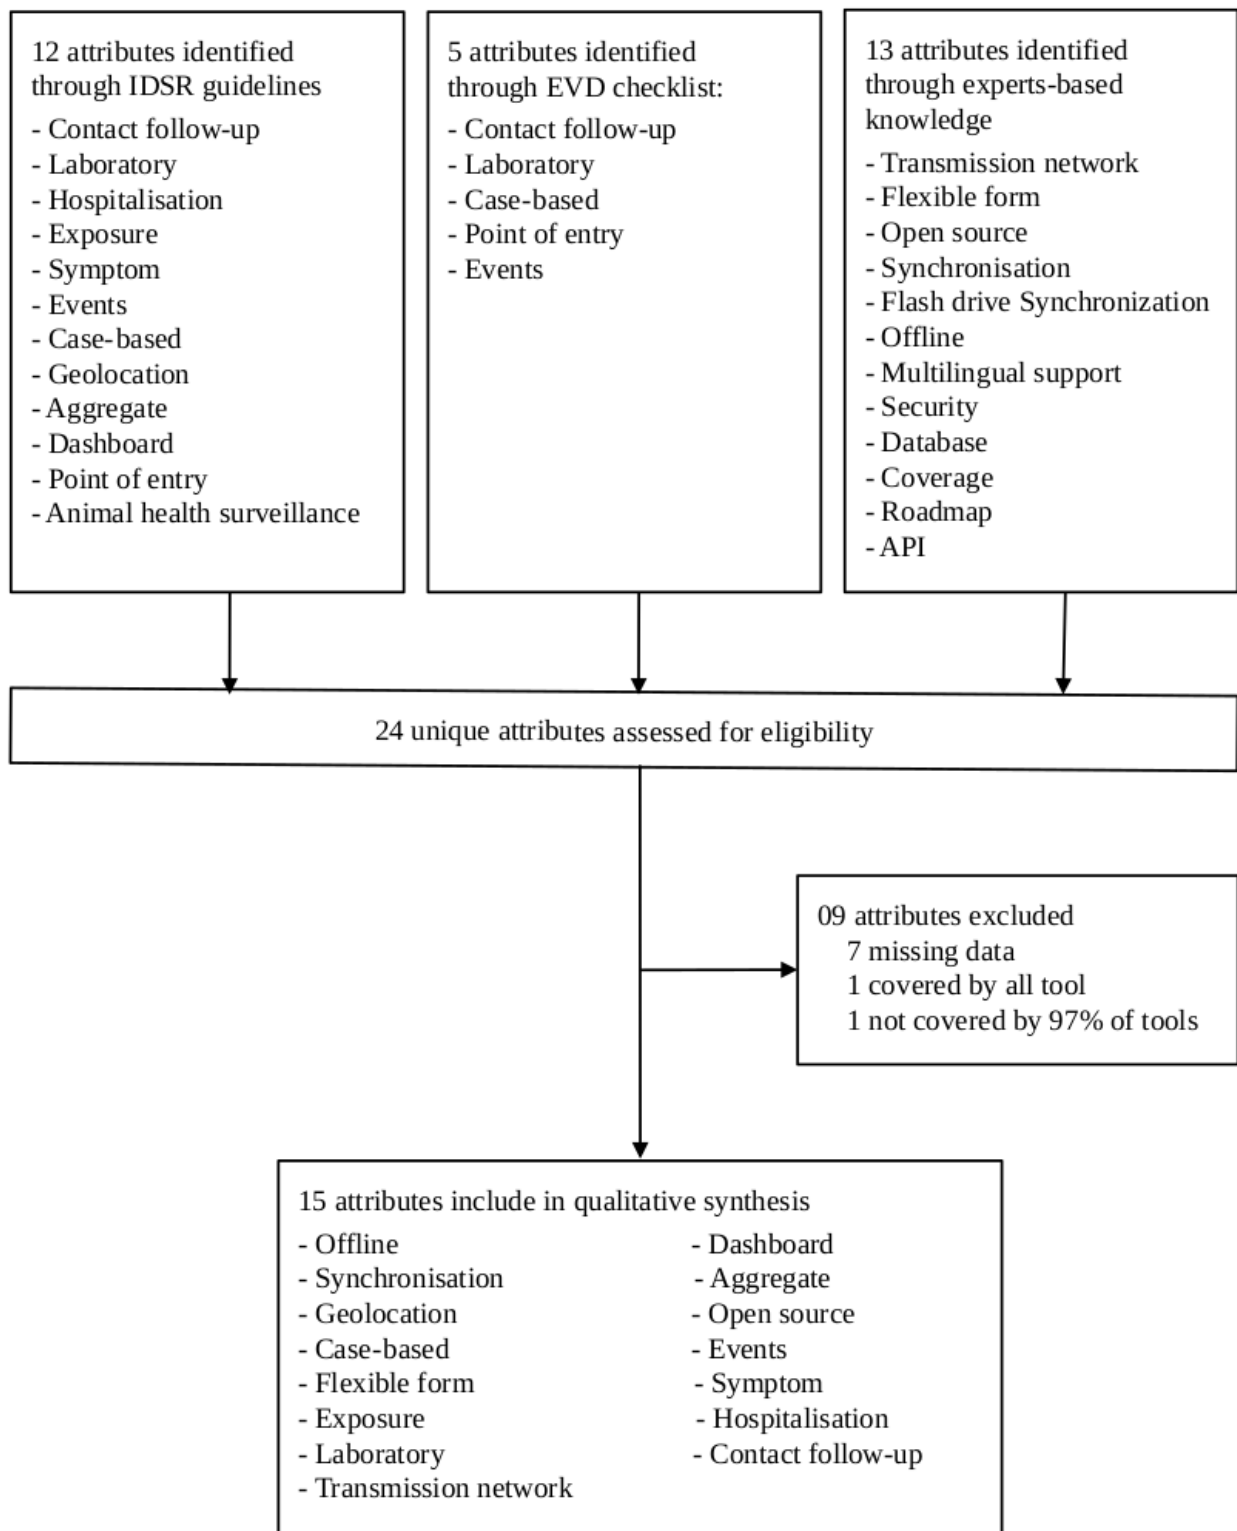 12 attributes identified
through IDSR guidelines
- Contact follow-up
- Laboratory
- Hospitalisation
- Exposure
- Symptom
- Events
- Case-based
- Geolocation
- Aggregate
- Dashboard
- Point of entry
- Animal health surveillance
5 attributes identified
through EVD checklist:
- Contact follow-up
- Laboratory
- Case-based
- Point of entry
- Events
13 attributes identified
through experts-based
knowledge
- Transmission network
- Flexible form
- Open source
- Synchronisation
- Flash drive Synchronization
- Offline
- Multilingual support
- Security
- Database
- Coverage
- Roadmap
- API
24 unique attributes assessed for eligibility
09 attributes excluded
7 missing data
1 covered by all tool
1 not covered by 97% of tools
15 attributes include in qualitative synthesis
- Offline
- Synchronisation
- Geolocation
- Case-based
- Flexible form
- Exposure
- Laboratory
- Transmission network
- Dashboard
- Aggregate
- Open source
- Events
- Symptom
- Hospitalisation
- Contact follow-up